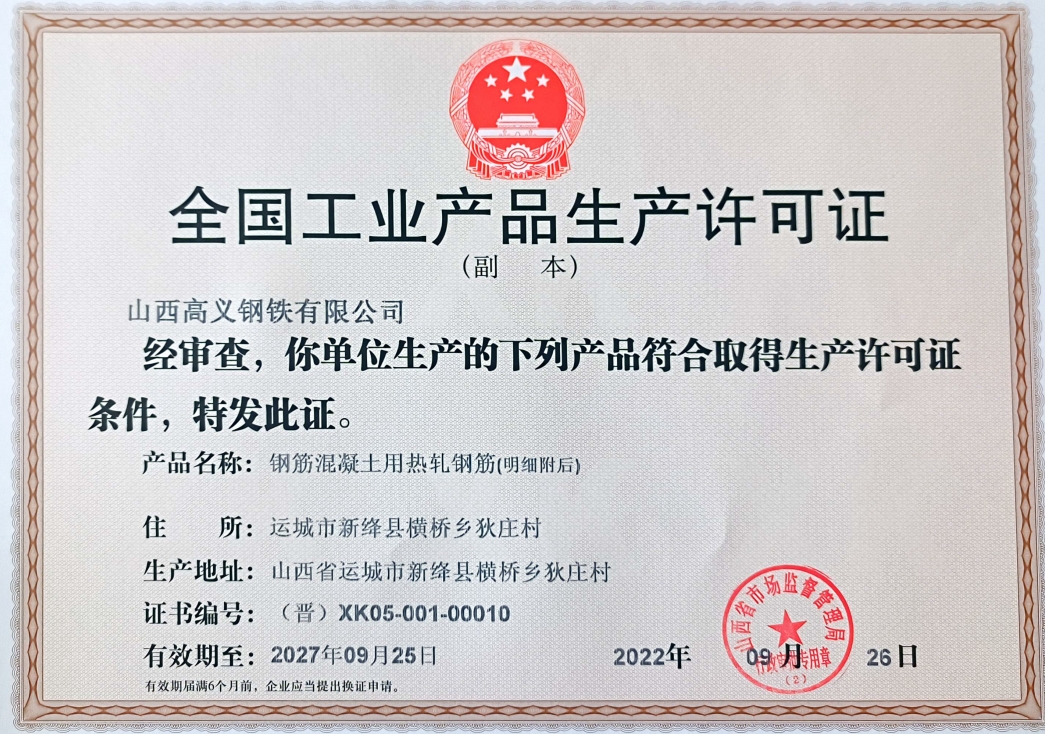 全国工业产品生产许可证
（副 本）
山西高义钢铁有限公司
经审查，你单位生产的下列产品符合取得生产许可证
条件，特发此证。
产品名称：钢筋混凝土用热轧钢筋(明细附后)
住 所：运城市新绛县横桥乡狄庄村
生产地址：山西省运城市新绛县横桥乡狄庄村
证书编号：（晋）XK05-001-00010
有效期至：2027年09月25日 2022年 09月 26日
有效期届满6个月前，企业应当提出换证申请。
山西省市场监督管理局
行政审批专用章
（2）